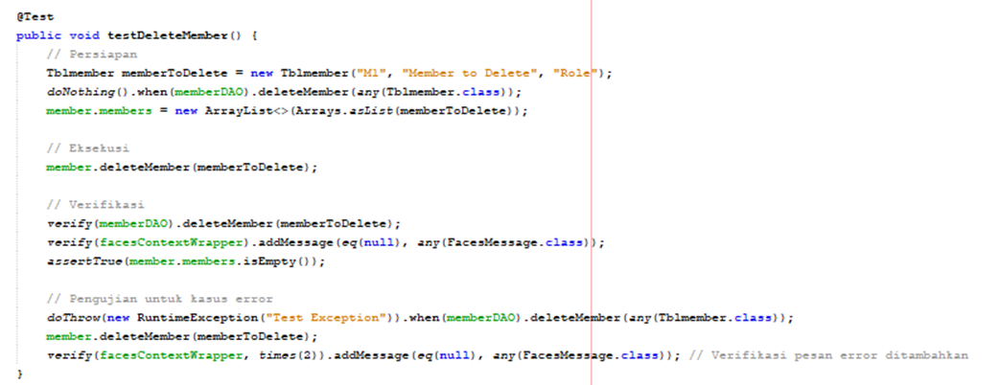 @Test
public void testDeleteMember() {
// Persiapan
Tblmember memberToDelete = new Tblmember("M1", "Member to Delete", "Role");
doNothing().when(memberDAO).deleteMember(any(Tblmember.class));
member.members = new ArrayList<>(Arrays.asList(memberToDelete));
// Eksekusi
member.deleteMember(memberToDelete);
// Verifikasi
verify(memberDAO).deleteMember(memberToDelete);
verify(facesContextWrapper).addMessage(eq(null), any(FacesMessage.class));
assertTrue(member.members.isEmpty());
// Pengujian untuk kasus error
doThrow(new RuntimeException("Test Exception")).when(memberDAO).deleteMember(any(Tblmember.class));
member.deleteMember(memberToDelete);
verify(facesContextWrapper, times(2)).addMessage(eq(null), any(FacesMessage.class)); // Verifikasi pesan error ditambahkan
}